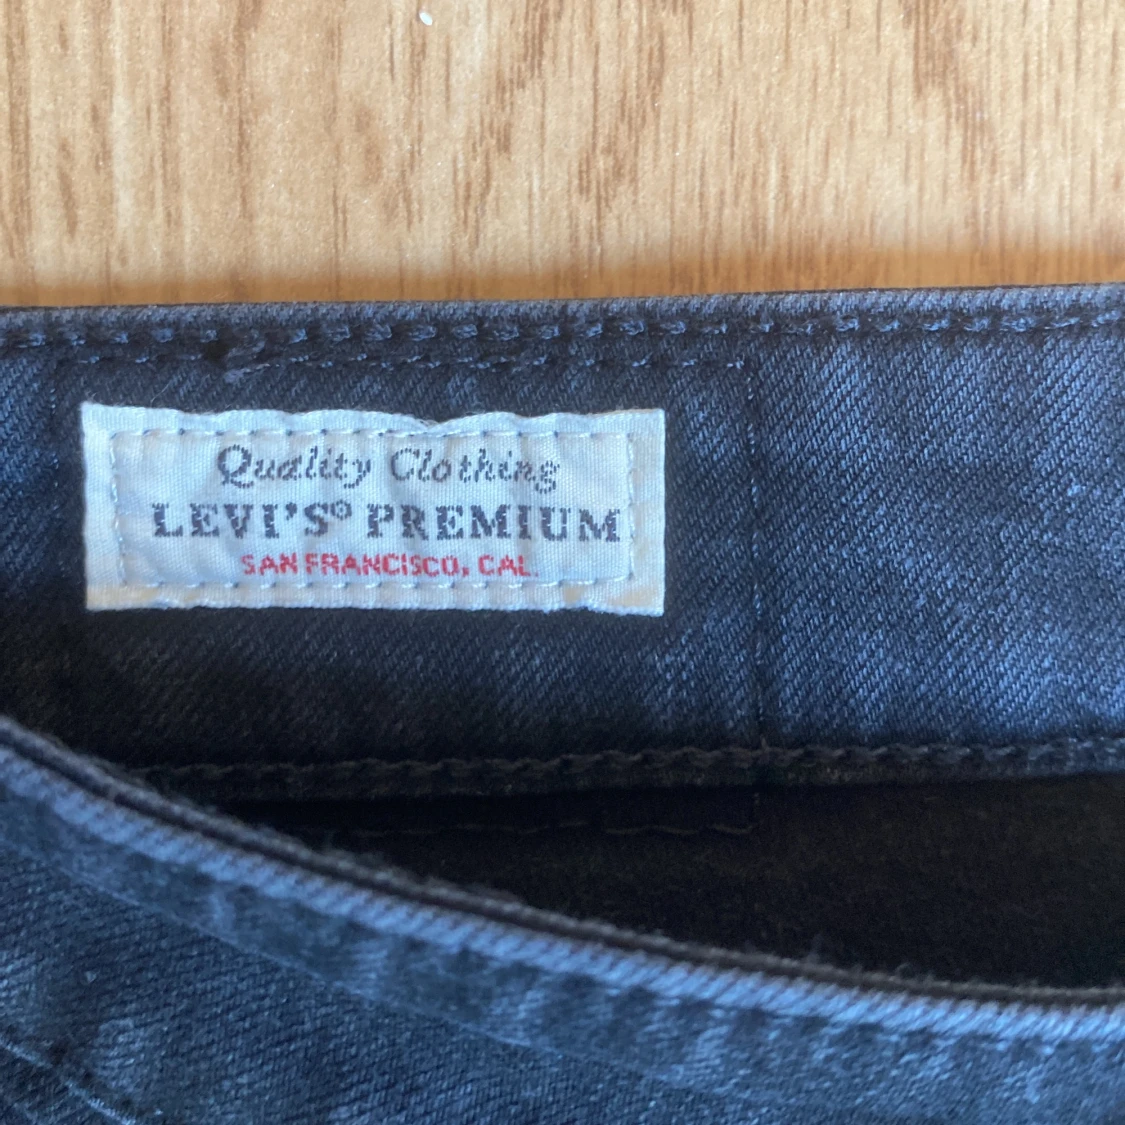 Quality Clothing
LEVI'S® PREMIUM
SAN FRANCISCO, CAL.